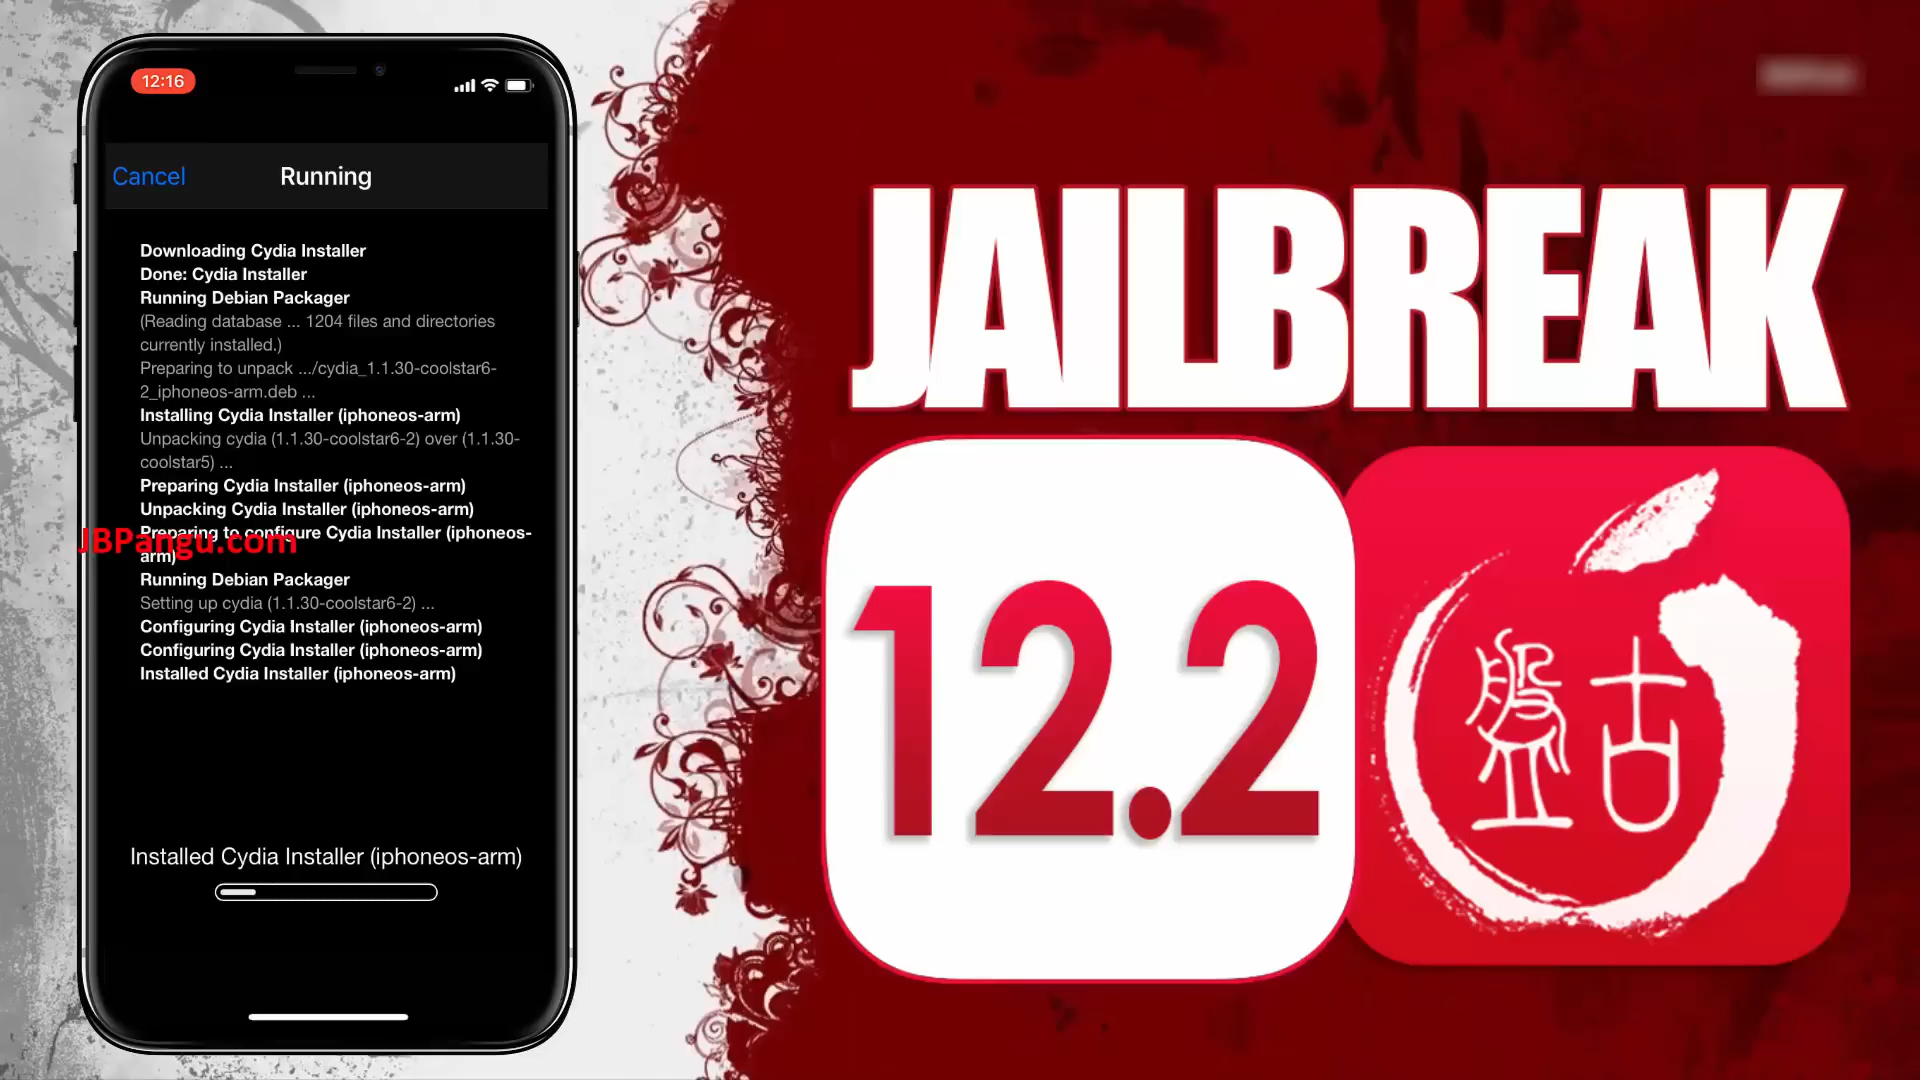 12:16
Cancel
Running
Downloading Cydia Installer
Done: Cydia Installer
Running Debian Packager
(Reading database ... 1204 files and directories
currently installed.)
Preparing to unpack .../cydia_1.1.30-coolstar6-
2_iphoneos-arm.deb ...
Installing Cydia Installer (iphoneos-arm)
Unpacking cydia (1.1.30-coolstar6-2) over (1.1.30-
coolstar5) ...
Preparing Cydia Installer (iphoneos-arm)
Unpacking Cydia Installer (iphoneos-arm)
Preparing to configure Cydia Installer (iphoneos-
arm)
JBPangu.com
Running Debian Packager
Setting up cydia (1.1.30-coolstar6-2) ...
Configuring Cydia Installer (iphoneos-arm)
Configuring Cydia Installer (iphoneos-arm)
Installed Cydia Installer (iphoneos-arm)
Installed Cydia Installer (iphoneos-arm)
JAILBREAK
12.2
盤古